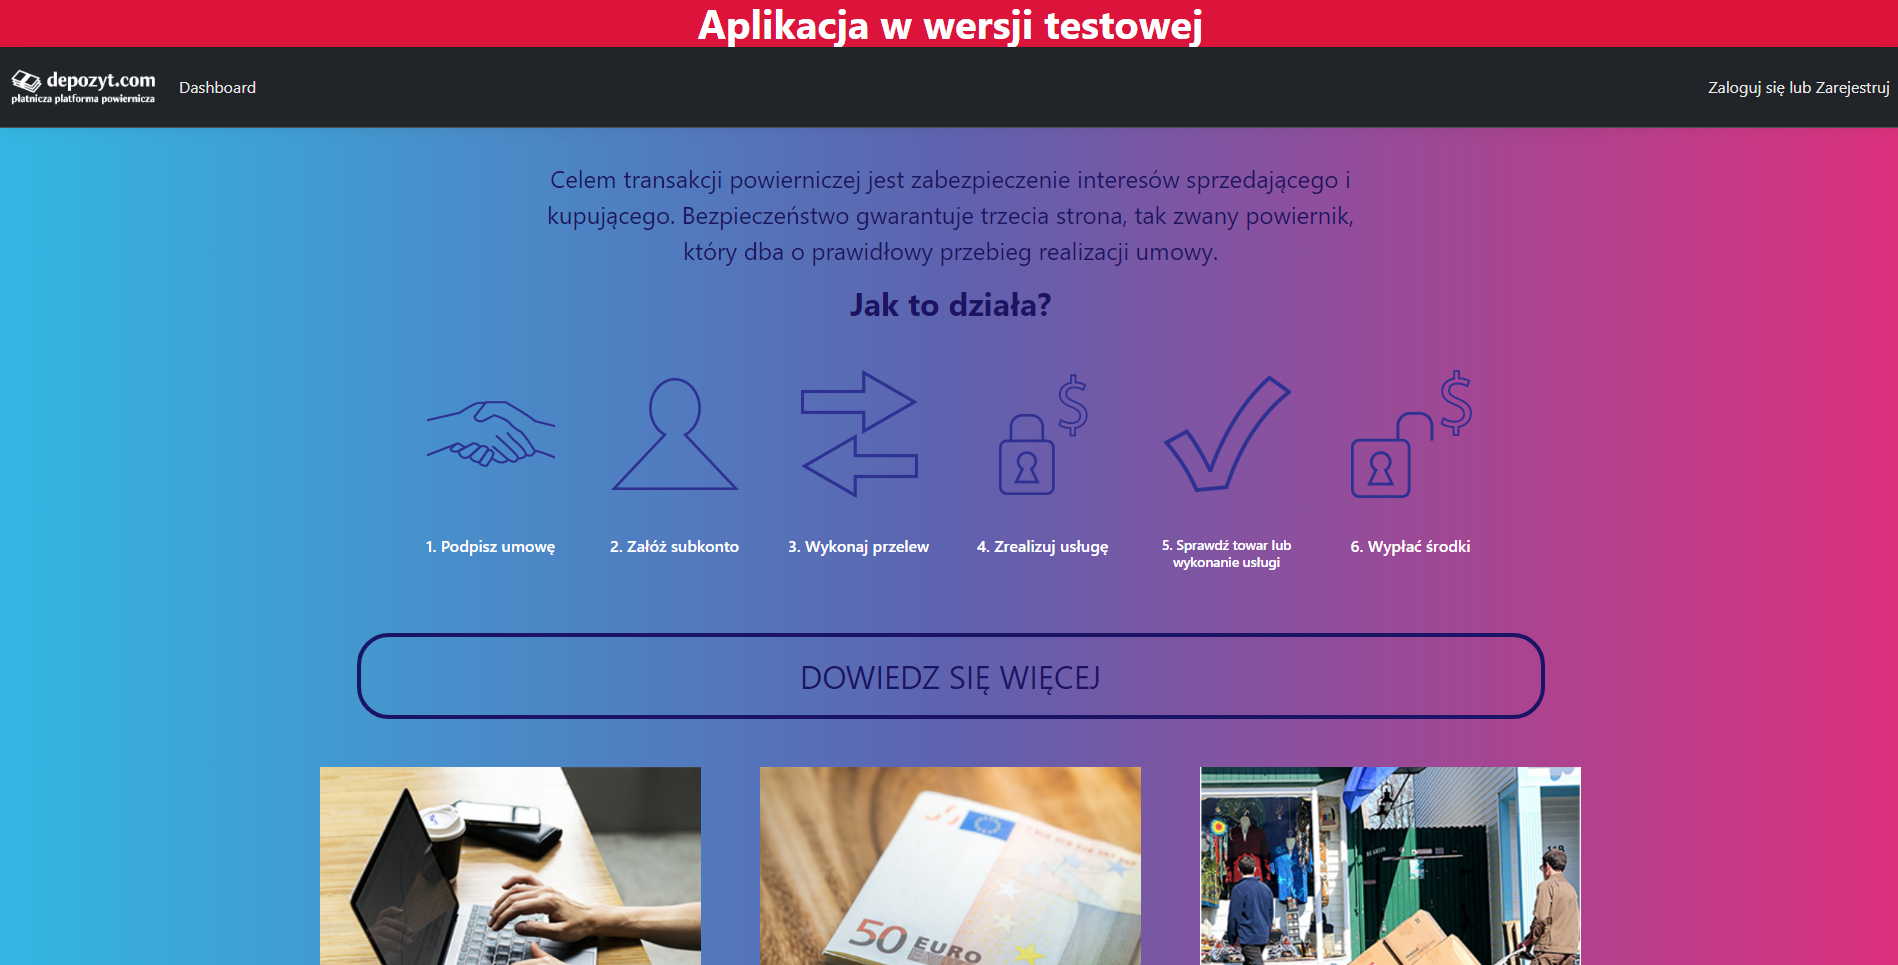 Aplikacja w wersji testowej
depozyt.com
płatnicza platforma powiernicza
Dashboard
Zaloguj się lub Zarejestruj
Celem transakcji powierniczej jest zabezpieczenie interesów sprzedającego i
kupującego. Bezpieczeństwo gwarantuje trzecia strona, tak zwany powiernik,
który dba o prawidłowy przebieg realizacji umowy.
Jak to działa?
1. Podpisz umowę
2. Załóż subkonto
3. Wykonaj przelew
4. Zrealizuj usługę
5. Sprawdź towar lub
wykonanie usługi
6. Wypłać środki
DOWIEDZ SIĘ WIĘCEJ
50 EURO